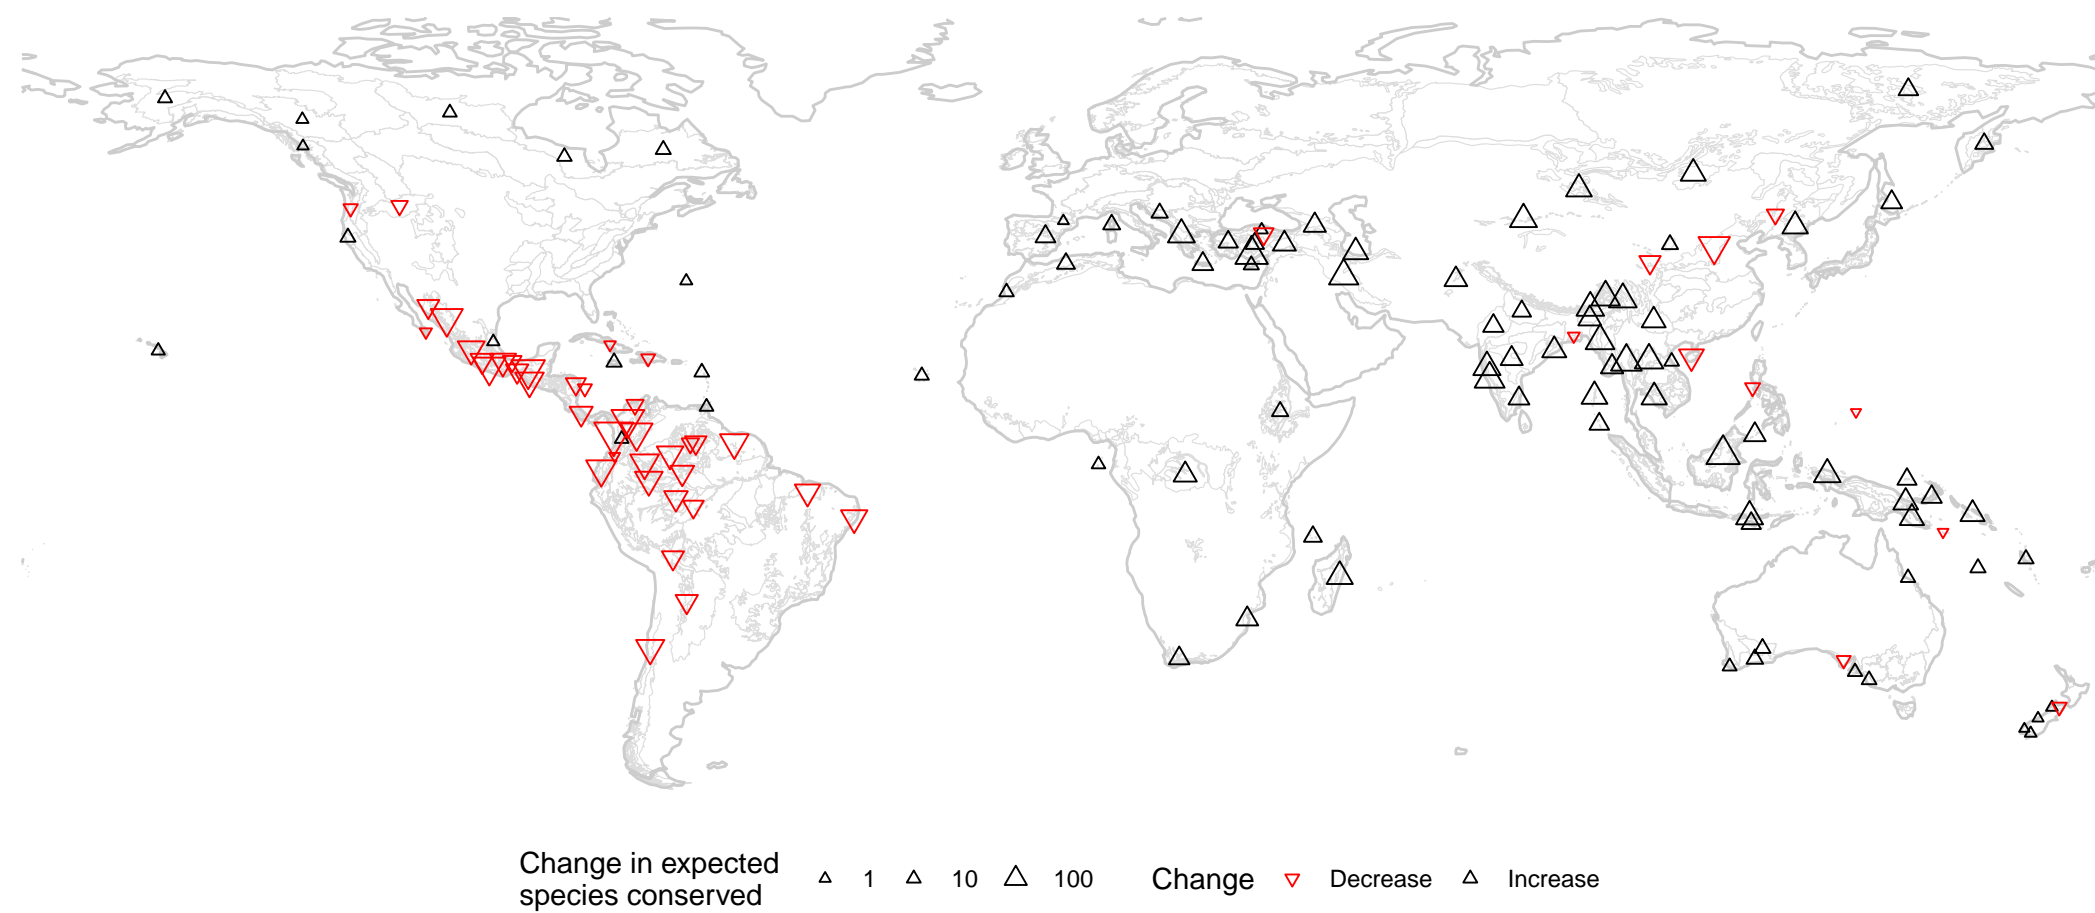 Change in expected
species conserved
1 10 100 Change Decrease Increase